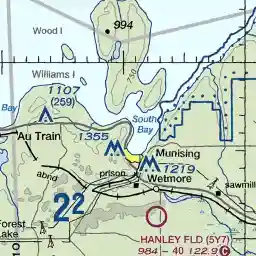 994
Wood I
Williams I
Bay
1107
(259)
South
Bay
Au Train
1355
Munising
1219
abnd
prison
Wetmore
sawmill
22
Forest
Lake
HANLEY FLD (5Y7)
984 - 40 122.9 C